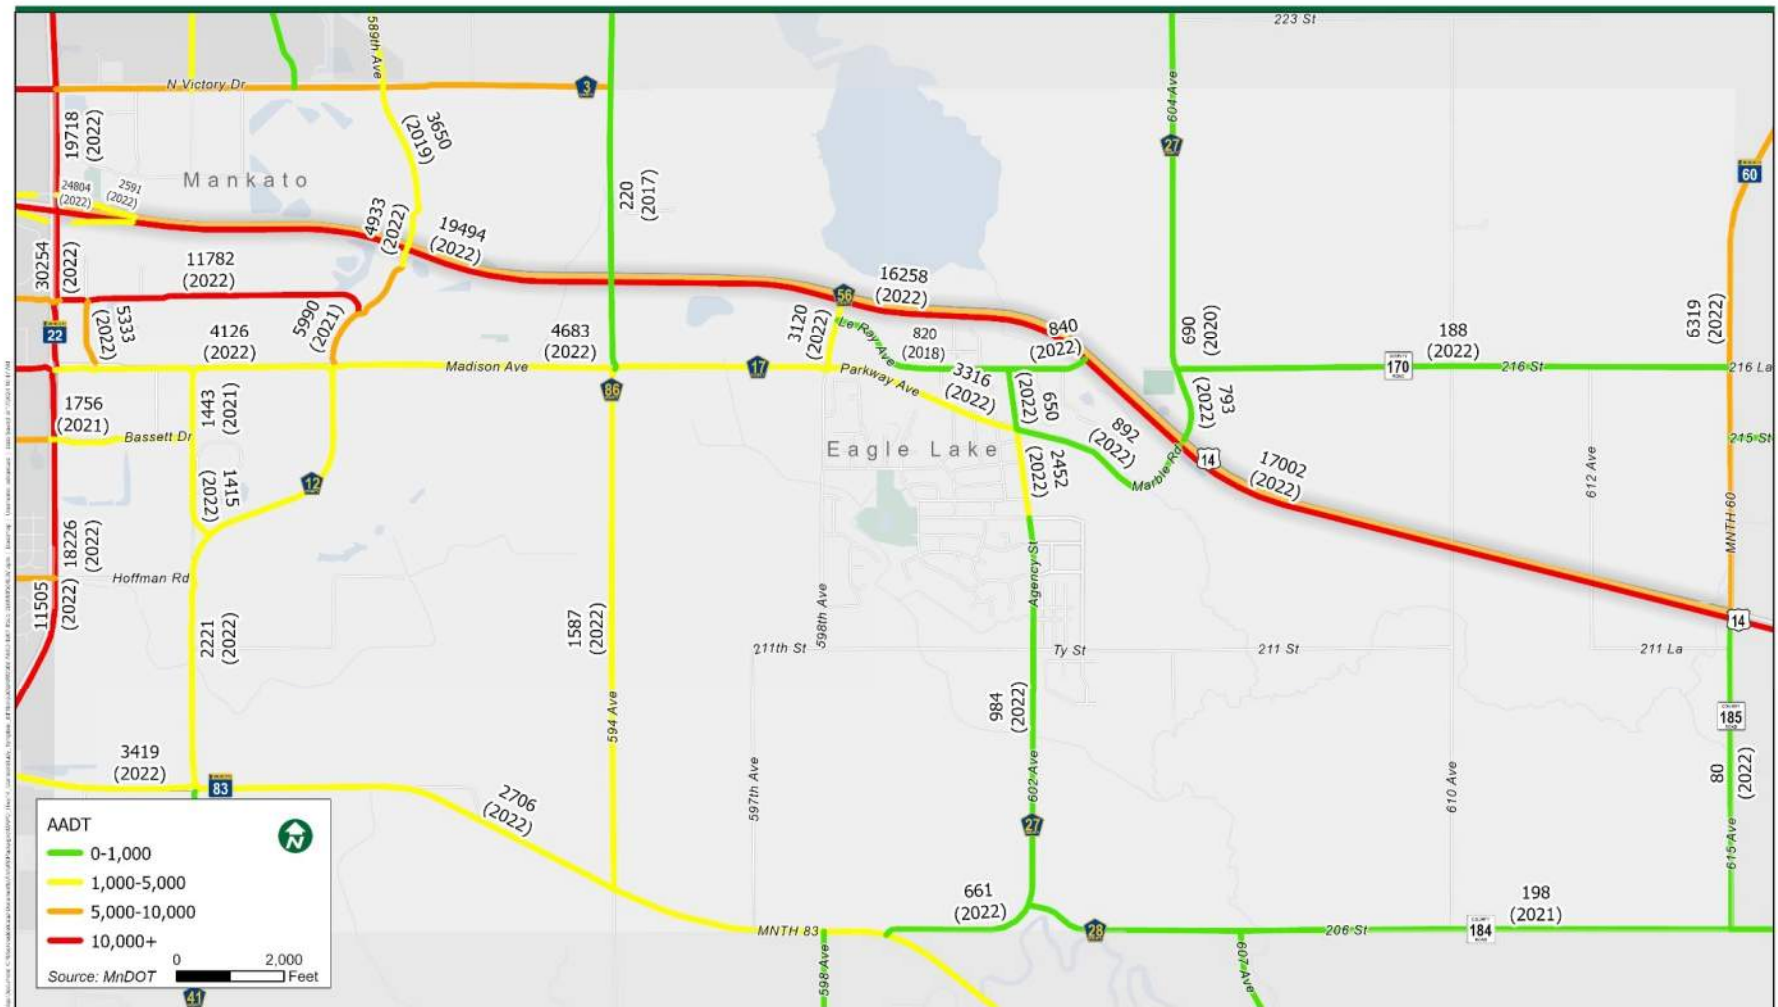 223 St
589th Ave
N Victory Dr
3
604 Ave
27
60
19718
(2022)
3650
(2019)
Mankato
24804
(2022)
2591
(2022)
220
(2017)
4933
(2022)
19494
(2022)
30254
(2022)
11782
(2022)
16258
(2022)
56
22
5333
(2022)
4126
(2022)
5990
(2021)
4683
(2022)
3120
(2022)
Le Ray Ave
820
(2018)
840
(2022)
690
(2020)
188
(2022)
6319
(2022)
Madison Ave
17
Parkway Ave
3316
(2022)
COUNTY
170
ROAD
216 St
216 La
86
1756
(2021)
1443
(2021)
650
(2022)
793
(2022)
Bassett Dr
Eagle Lake
892
(2022)
215 St
12
1415
(2022)
2452
(2022)
Marble Rd
14
17002
(2022)
612 Ave
MNTH 60
18226
(2022)
Hoffman Rd
11505
(2022)
2221
(2022)
1587
(2022)
598th Ave
Agency St
14
211th St
Ty St
211 St
211 La
594 Ave
984
(2022)
COUNTY
185
ROAD
3419
(2022)
83
2706
(2022)
597th Ave
602 Ave
27
610 Ave
80
(2022)
615 Ave
661
(2022)
198
(2021)
MNTH 83
28
206 St
COUNTY
184
ROAD
598 Ave
607 Ave
AADT
N
0-1,000
1,000-5,000
5,000-10,000
10,000+
Source: MnDOT
0
2,000
Feet
41